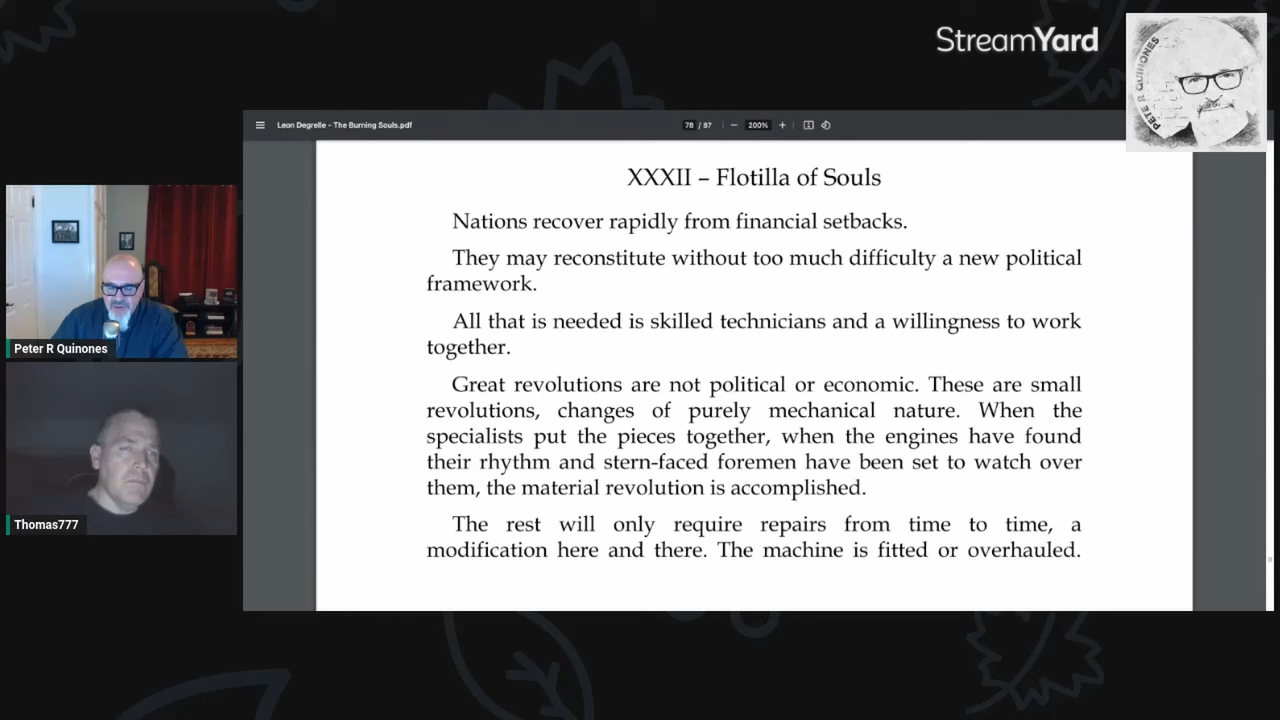 StreamYard
PETER R QUINONES
Leon Degrelle - The Burning Souls.pdf
78 / 87
200%
XXXII – Flotilla of Souls
Nations recover rapidly from financial setbacks.
They may reconstitute without too much difficulty a new political
framework.
All that is needed is skilled technicians and a willingness to work
together.
Great revolutions are not political or economic. These are small
revolutions, changes of purely mechanical nature. When the
specialists put the pieces together, when the engines have found
their rhythm and stern-faced foremen have been set to watch over
them, the material revolution is accomplished.
The rest will only require repairs from time to time, a
modification here and there. The machine is fitted or overhauled.
Peter R Quinones
Thomas777